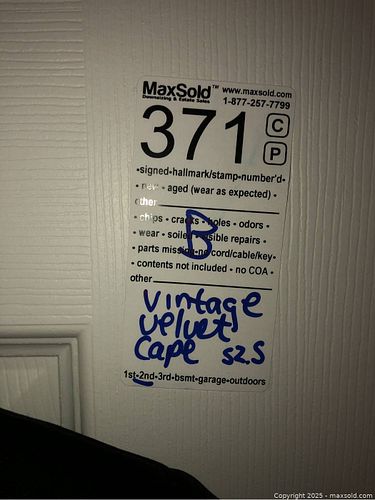 MaxSold™ www.maxsold.com
Downsizing & Estate Sales 1-877-257-7799
371 C
P
•signed•hallmark/stamp•number'd•
• new • aged (wear as expected) •
other
• chips • cracks • holes • odors •
B
• wear • soiled • visible repairs •
• parts missing•no cord/cable/key•
• contents not included • no COA •
other
vintage
velvet
cape sz.S
1st•2nd•3rd•bsmt•garage•outdoors
Copyright 2025 - maxsold.com